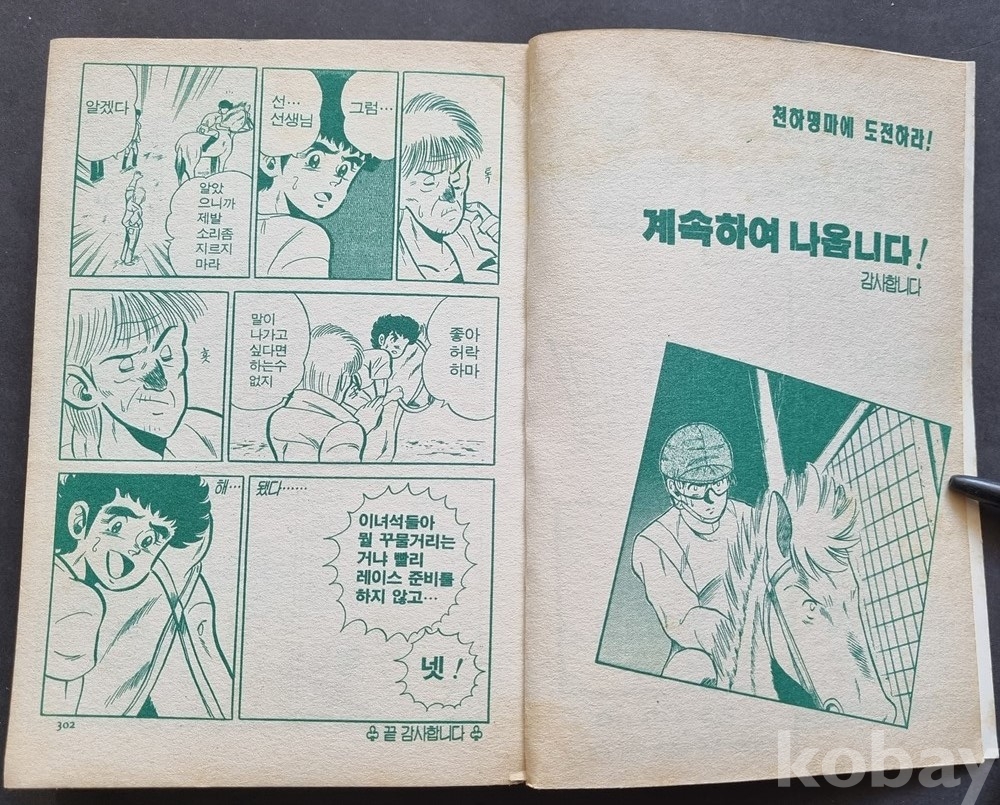 알겠다
알았
으니까
제발
소리좀
지르지
마라
선…
선생님
그럼…
톡
훗
말이
나가고
싶다면
하는수
없지
좋아
허락
하마
해…
됐다……
이녀석들아
뭘 꾸물거리는
거냐 빨리
레이스 준비를
하지 않고…
넷!
302
♧ 끝 감사합니다 ♧
천하명마에 도전하라!
계속하여 나옵니다!
감사합니다
kobay